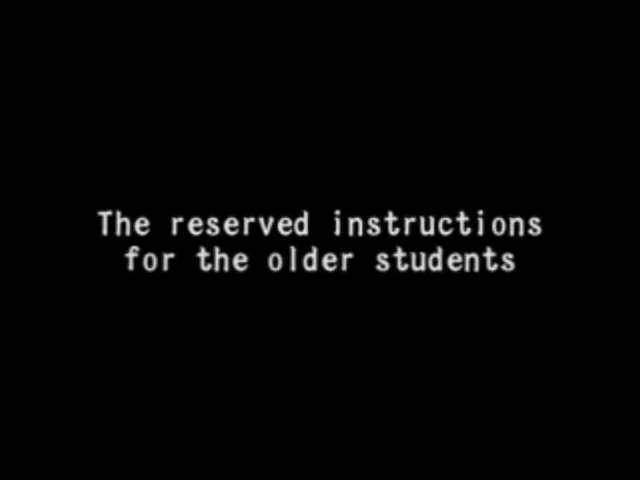 The reserved instructions
for the older students